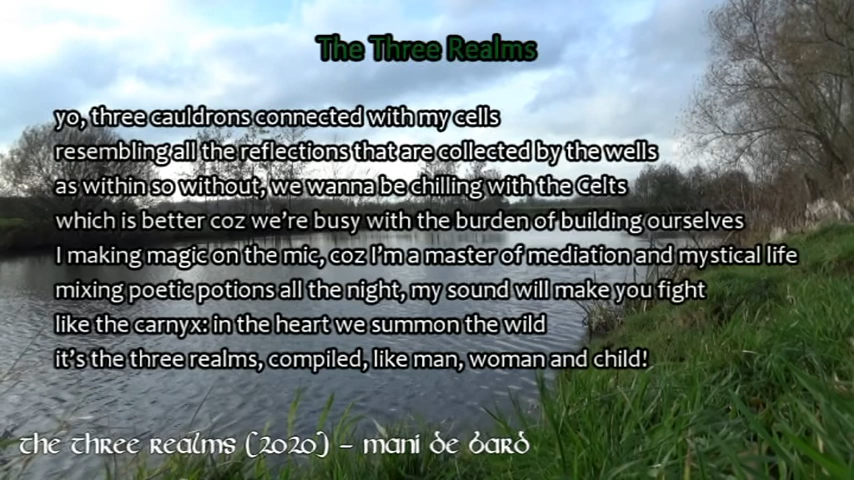 The Three Realms
yo, three cauldrons connected with my cells
resembling all the reflections that are collected by the wells
as within so without, we wanna be chilling with the Celts
which is better coz we're busy with the burden of building ourselves
I making magic on the mic, coz I'm a master of mediation and mystical life
mixing poetic potions all the night, my sound will make you fight
like the carnyx: in the heart we summon the wild
it's the three realms, compiled, like man, woman and child!
The Three Realms (2020) - Mani de Bard